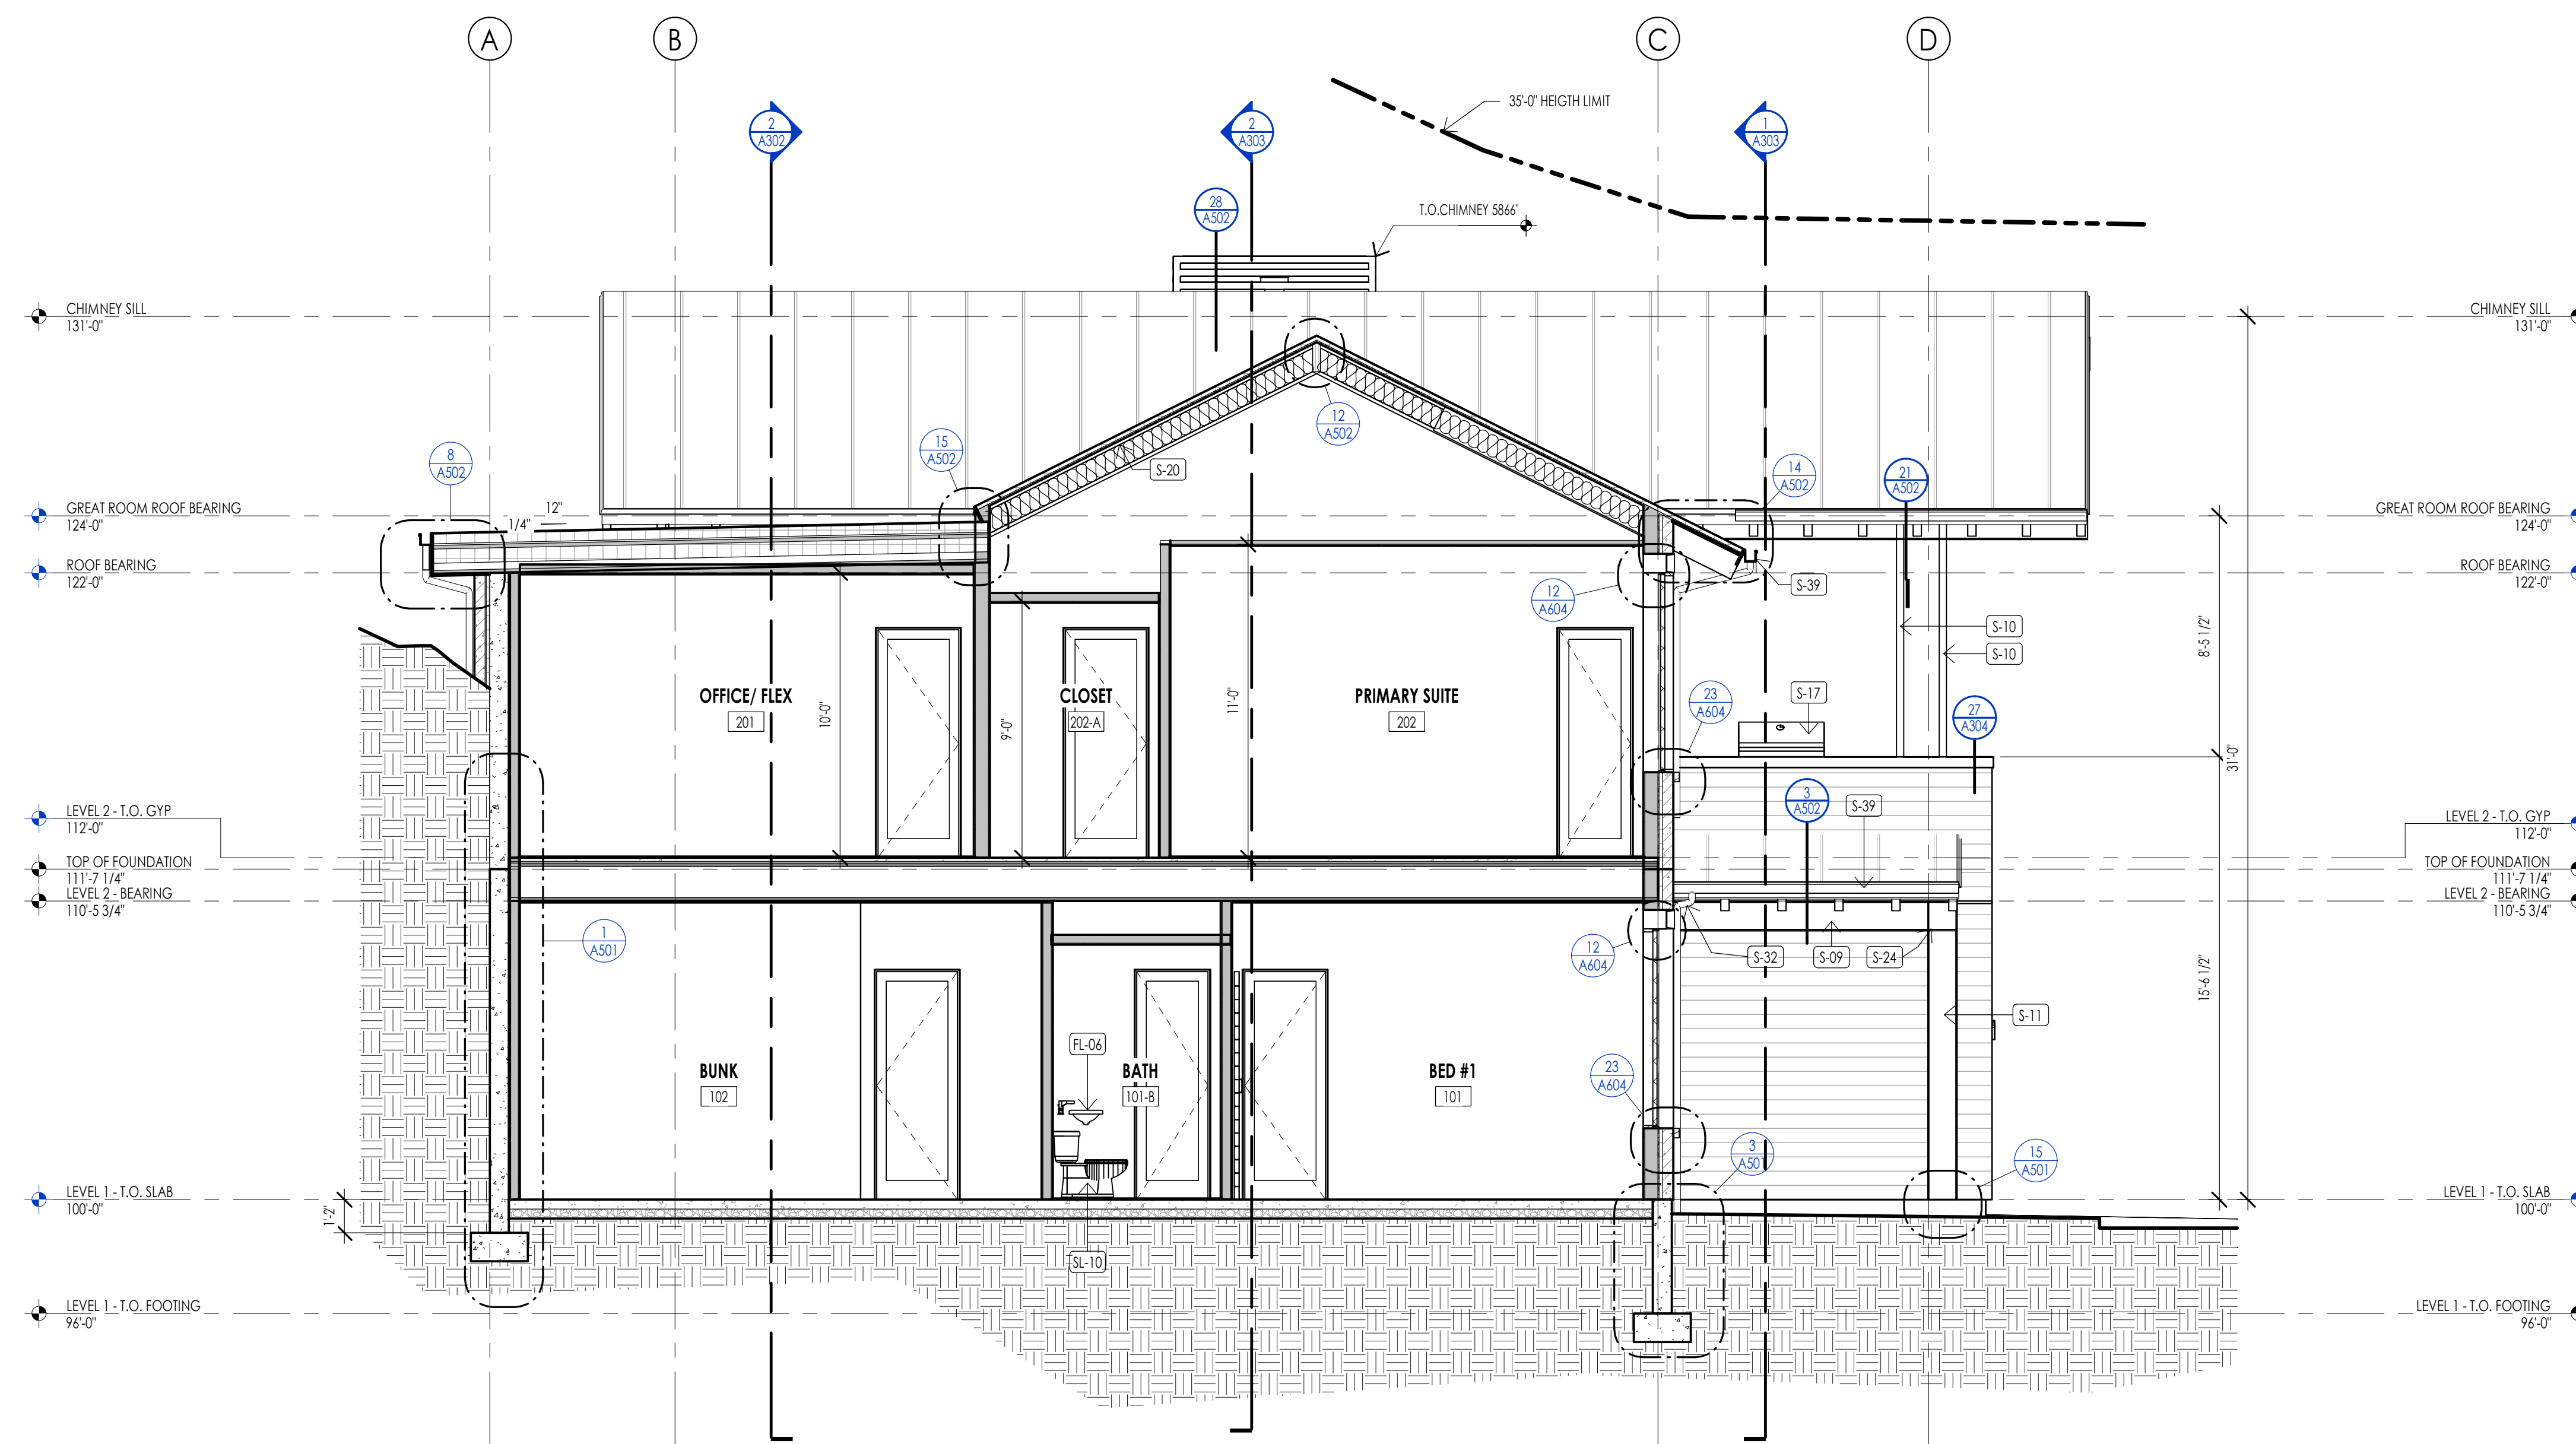 A
B
C
D
35'-0" HEIGTH LIMIT
2
A302
2
A303
1
A303
28
A502
T.O.CHIMNEY 5866'
CHIMNEY SILL
131'-0"
CHIMNEY SILL
131'-0"
12
A502
15
A502
8
A502
S-20
14
A502
21
A502
GREAT ROOM ROOF BEARING
124'-0"
12"
1/4"
GREAT ROOM ROOF BEARING
124'-0"
ROOF BEARING
122'-0"
ROOF BEARING
122'-0"
12
A604
S-39
S-10
S-10
8'-5 1/2"
OFFICE/ FLEX
201
10'-0"
9'-0"
CLOSET
202-A
11'-0"
PRIMARY SUITE
202
23
A604
S-17
27
A304
31'-0"
3
A502
S-39
LEVEL 2 - T.O. GYP
112'-0"
LEVEL 2 - T.O. GYP
112'-0"
TOP OF FOUNDATION
111'-7 1/4"
TOP OF FOUNDATION
111'-7 1/4"
LEVEL 2 - BEARING
110'-5 3/4"
LEVEL 2 - BEARING
110'-5 3/4"
1
A501
12
A604
S-32
S-09
S-24
15'-6 1/2"
S-11
FL-06
BUNK
102
BATH
101-B
BED #1
101
23
A604
3
A501
15
A501
LEVEL 1 - T.O. SLAB
100'-0"
LEVEL 1 - T.O. SLAB
100'-0"
1'-2"
SL-10
LEVEL 1 - T.O. FOOTING
96'-0"
LEVEL 1 - T.O. FOOTING
96'-0"